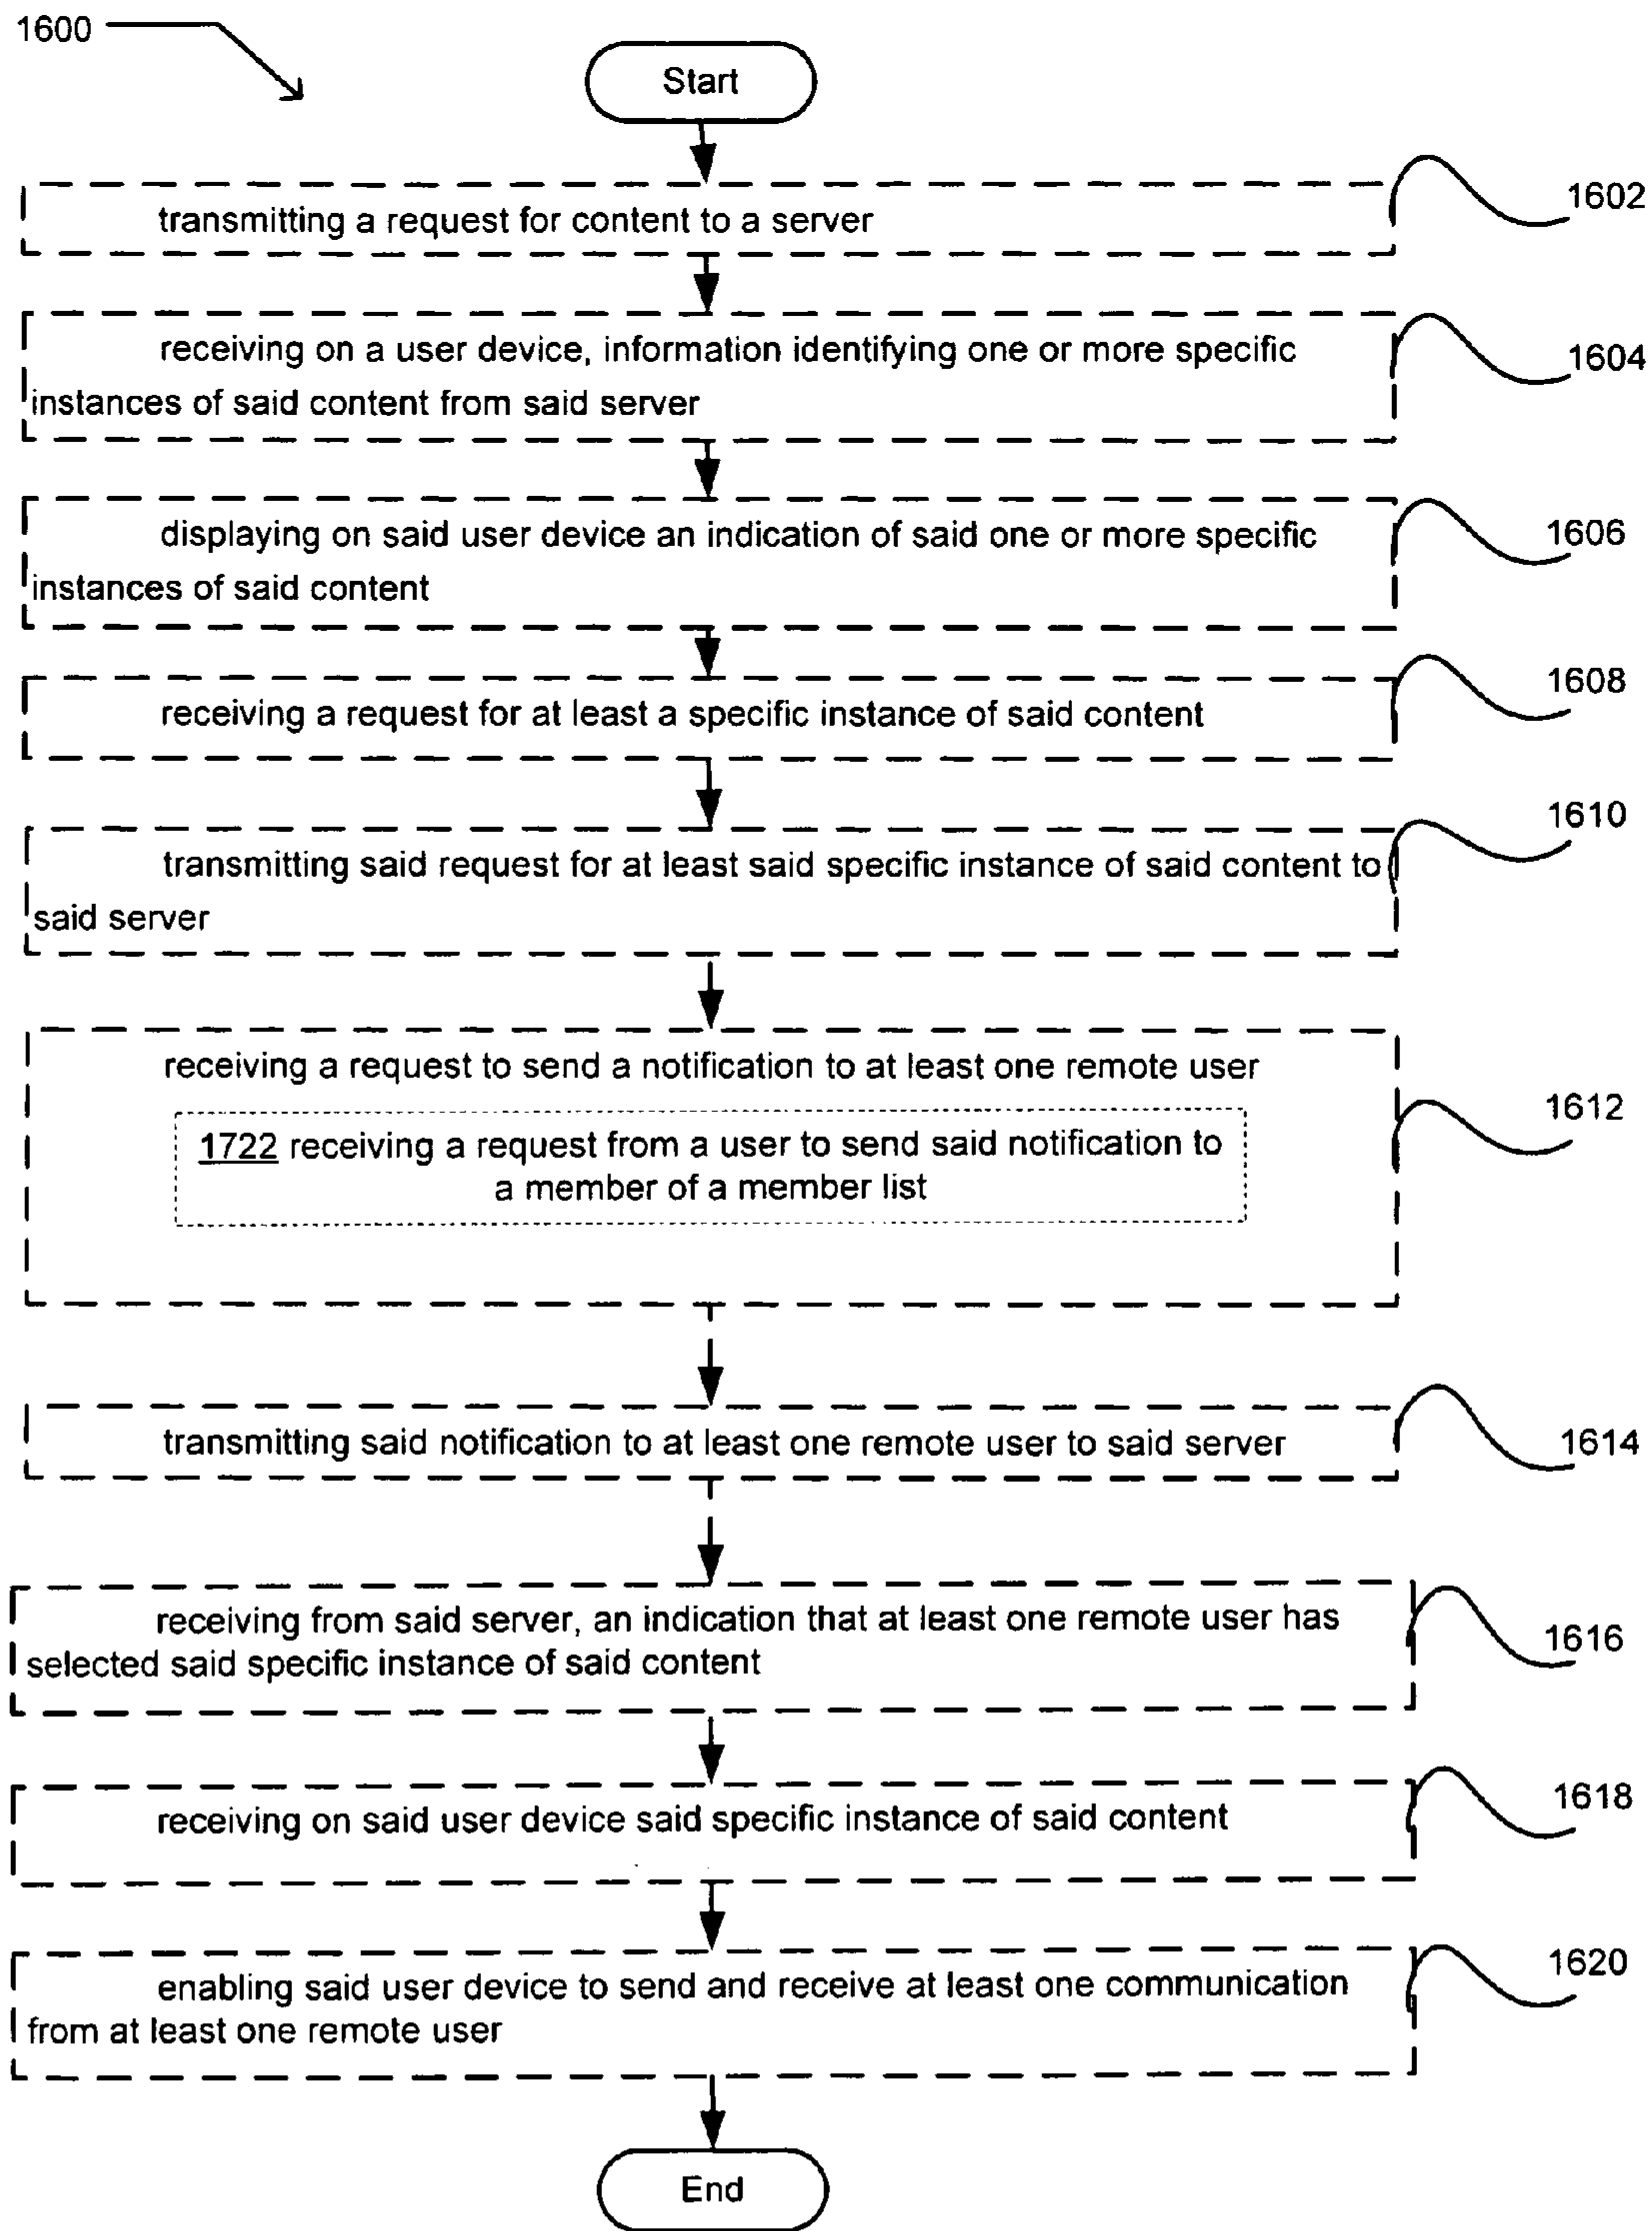 1600
Start
transmitting a request for content to a server
1602
receiving on a user device, information identifying one or more specific
instances of said content from said server
1604
displaying on said user device an indication of said one or more specific
instances of said content
1606
receiving a request for at least a specific instance of said content
1608
transmitting said request for at least said specific instance of said content to
said server
1610
receiving a request to send a notification to at least one remote user
1722 receiving a request from a user to send said notification to
a member of a member list
1612
transmitting said notification to at least one remote user to said server
1614
receiving from said server, an indication that at least one remote user has
selected said specific instance of said content
1616
receiving on said user device said specific instance of said content
1618
enabling said user device to send and receive at least one communication
from at least one remote user
1620
End